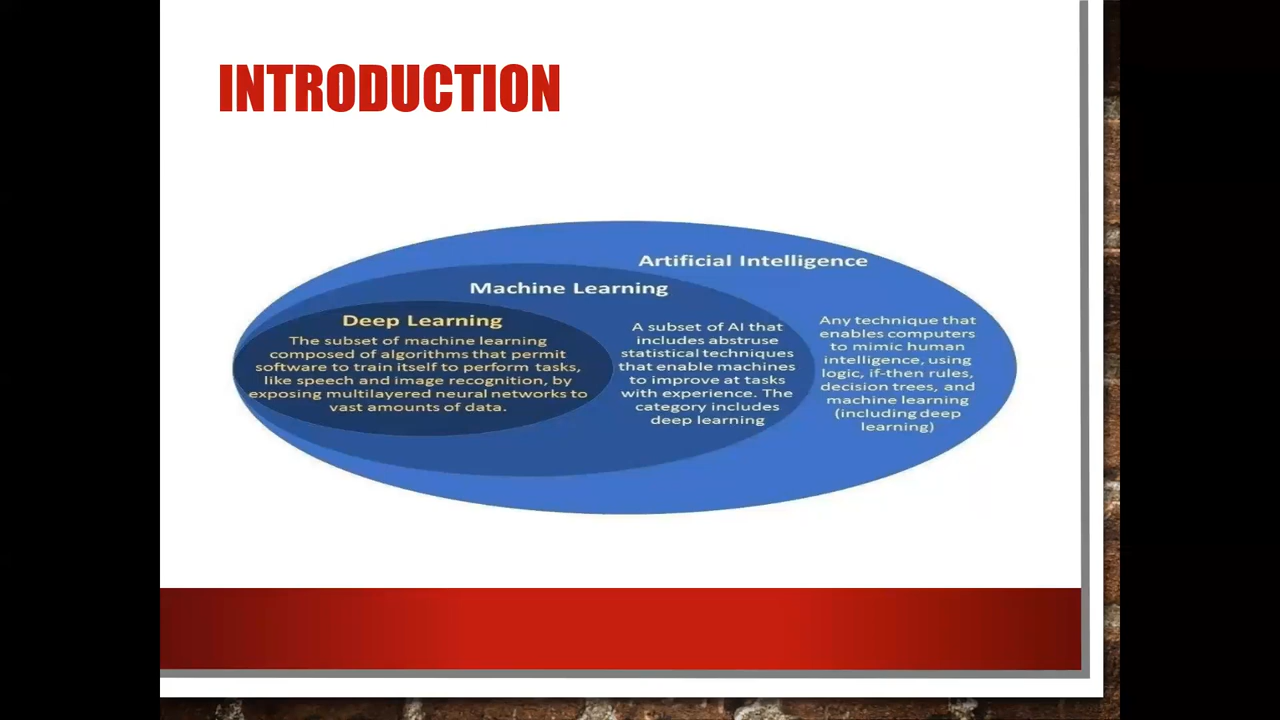 INTRODUCTION
Artificial Intelligence
Machine Learning
Deep Learning
The subset of machine learning
composed of algorithms that permit
software to train itself to perform tasks,
like speech and image recognition, by
exposing multilayered neural networks to
vast amounts of data.
A subset of AI that
includes abstruse
statistical techniques
that enable machines
to improve at tasks
with experience. The
category includes
deep learning
Any technique that
enables computers
to mimic human
intelligence, using
logic, if-then rules,
decision trees, and
machine learning
(including deep
learning)